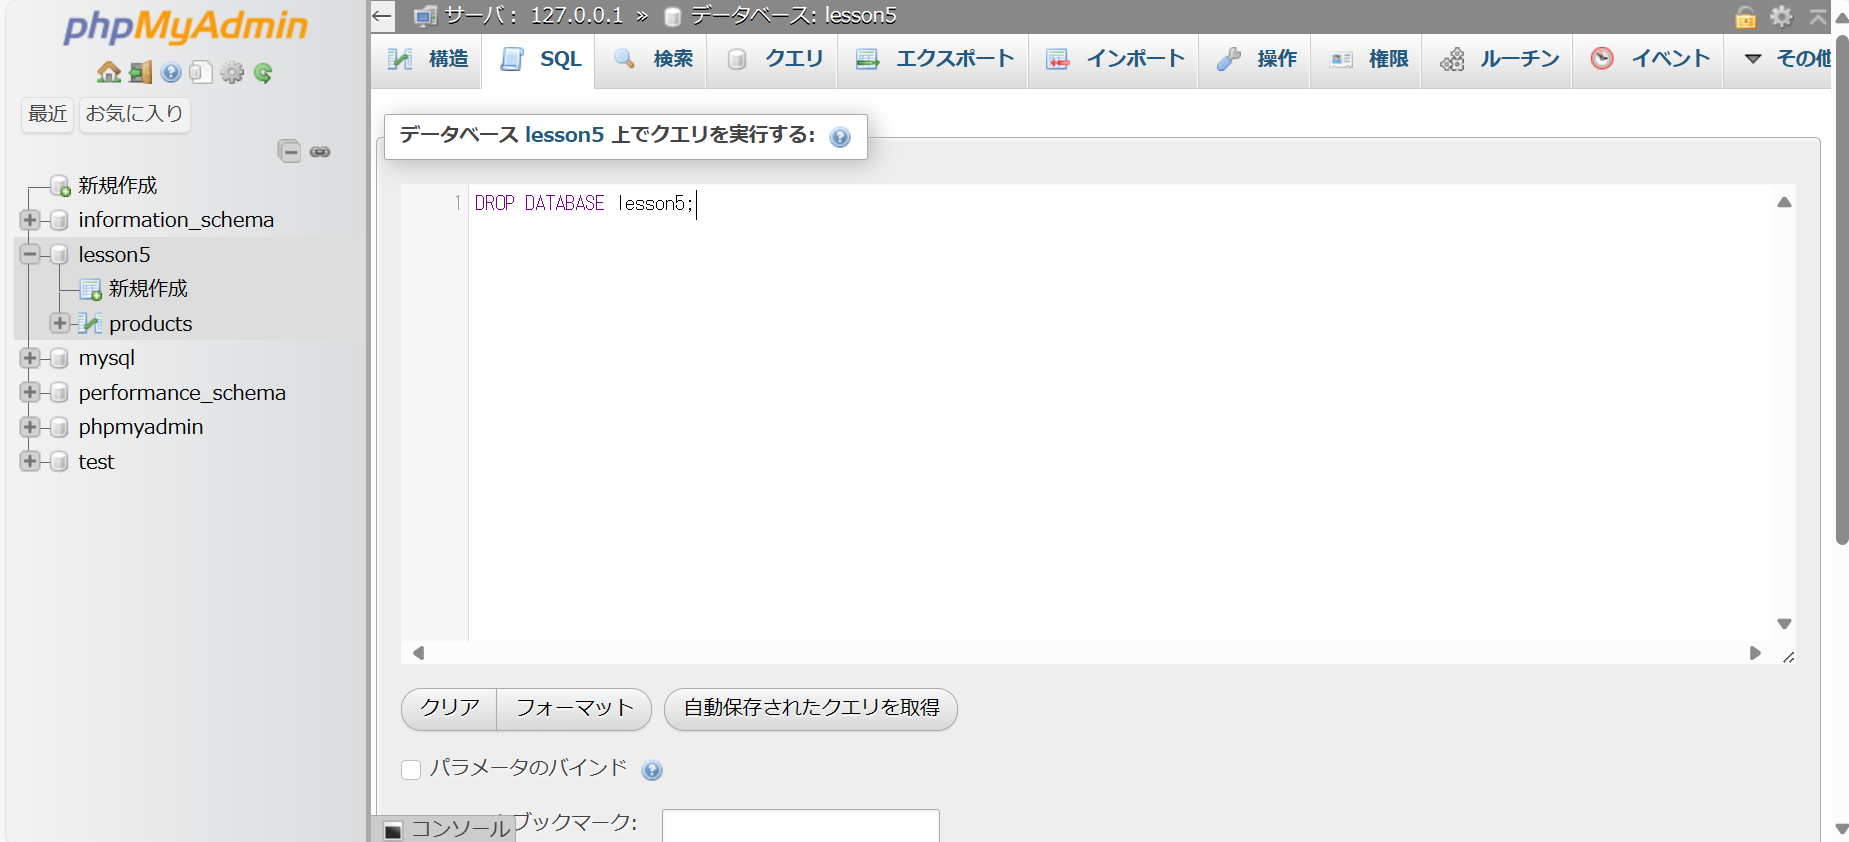 phpMyAdmin
最近 お気に入り
新規作成
information_schema
lesson5
新規作成
products
mysql
performance_schema
phpmyadmin
test
サーバ： 127.0.0.1 » データベース: lesson5
構造 SQL 検索 クエリ エクスポート インポート 操作 権限 ルーチン イベント その他
データベース lesson5 上でクエリを実行する:
1 DROP DATABASE lesson5;
クリア フォーマット 自動保存されたクエリを取得
パラメータのバインド
ブックマーク:
コンソール